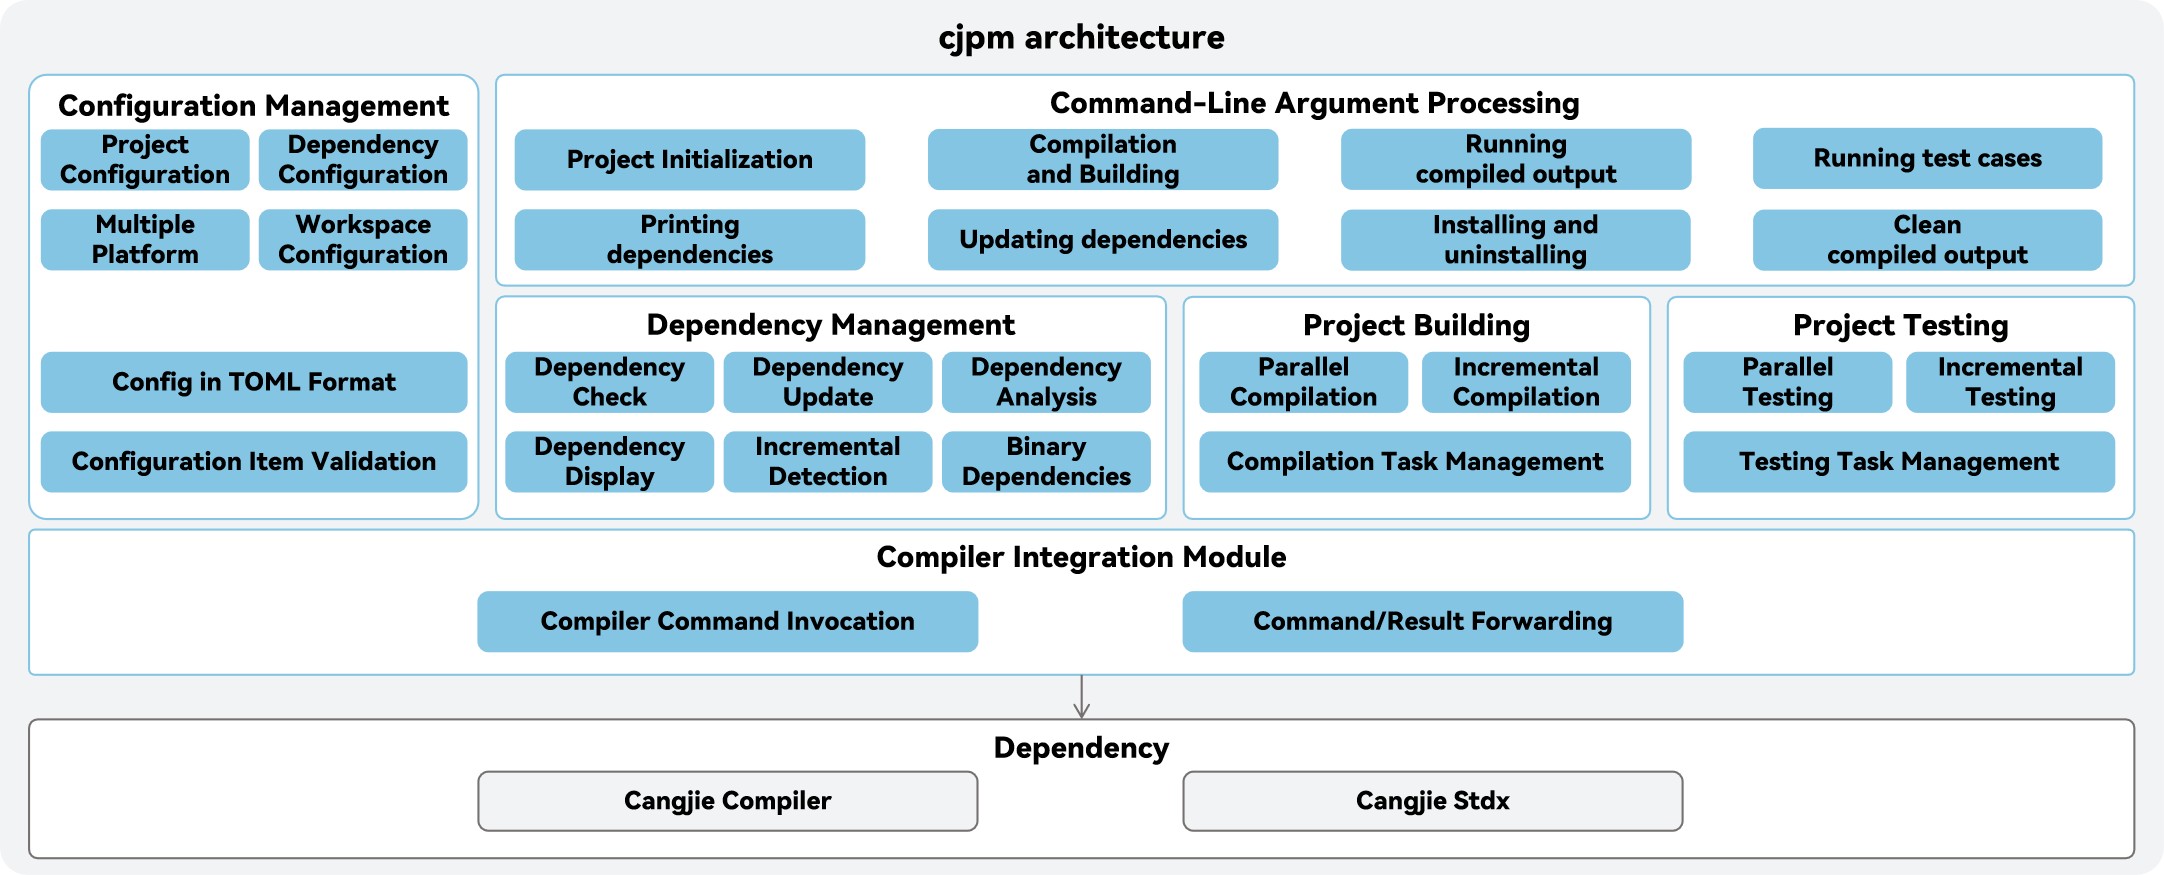 cjpm architecture
Configuration Management
Project
Configuration
Dependency
Configuration
Multiple
Platform
Workspace
Configuration
Config in TOML Format
Configuration Item Validation
Command-Line Argument Processing
Project Initialization
Compilation
and Building
Running
compiled output
Running test cases
Printing
dependencies
Updating dependencies
Installing and
uninstalling
Clean
compiled output
Dependency Management
Dependency
Check
Dependency
Update
Dependency
Analysis
Dependency
Display
Incremental
Detection
Binary
Dependencies
Project Building
Parallel
Compilation
Incremental
Compilation
Compilation Task Management
Project Testing
Parallel
Testing
Incremental
Testing
Testing Task Management
Compiler Integration Module
Compiler Command Invocation
Command/Result Forwarding
Dependency
Cangjie Compiler
Cangjie Stdx